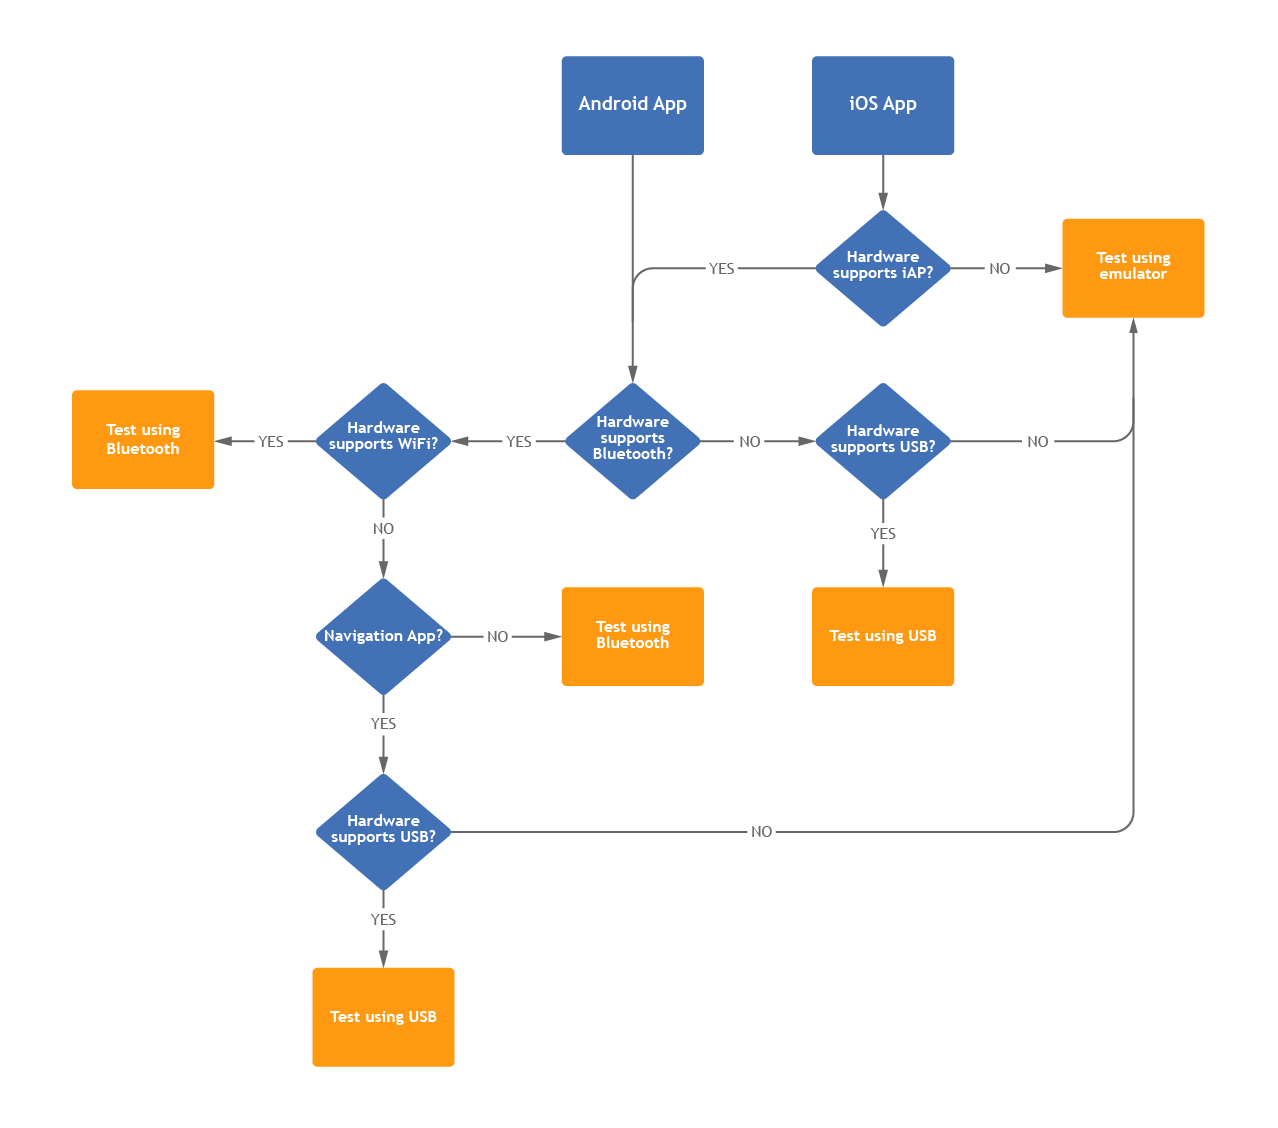 Android App
iOS App
Hardware
supports iAP?
YES
NO
Test using
emulator
Test using
Bluetooth
YES
Hardware
supports WiFi?
YES
Hardware
supports
Bluetooth?
NO
Hardware
supports USB?
NO
NO
YES
Navigation App?
NO
Test using
Bluetooth
Test using USB
YES
Hardware
supports USB?
NO
YES
Test using USB